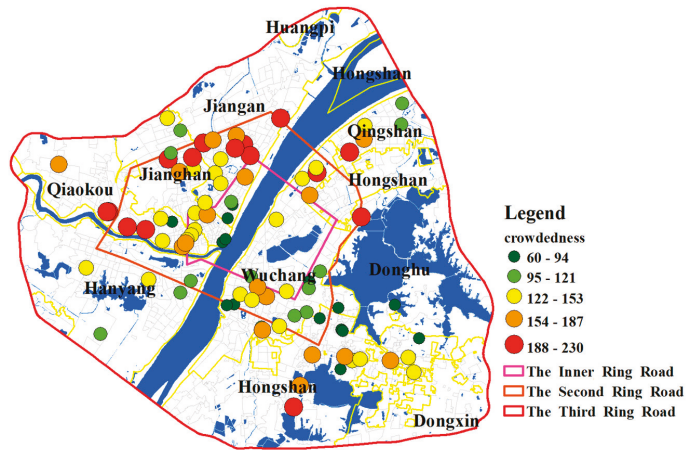 Huangpi
Hongshan
Jiangan
Qingshan
Jianghan
Hongshan
Qiaokou
Legend
crowdedness
60 - 94
95 - 121
122 - 153
154 - 187
188 - 230
Wuchang
Donghu
Hanyang
The Inner Ring Road
The Second Ring Road
The Third Ring Road
Hongshan
Dongxin